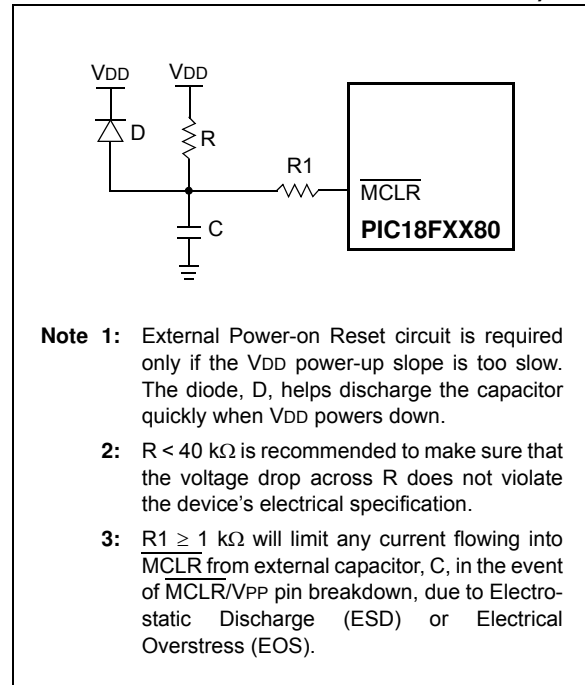 VDD VDD
D
R
R1
MCLR
C
PIC18FXX80
Note 1: External Power-on Reset circuit is required
only if the VDD power-up slope is too slow.
The diode, D, helps discharge the capacitor
quickly when VDD powers down.
2: R < 40 kΩ is recommended to make sure that
the voltage drop across R does not violate
the device's electrical specification.
3: R1 ≥ 1 kΩ will limit any current flowing into
MCLR from external capacitor, C, in the event
of MCLR/VPP pin breakdown, due to Electro-
static Discharge (ESD) or Electrical
Overstress (EOS).